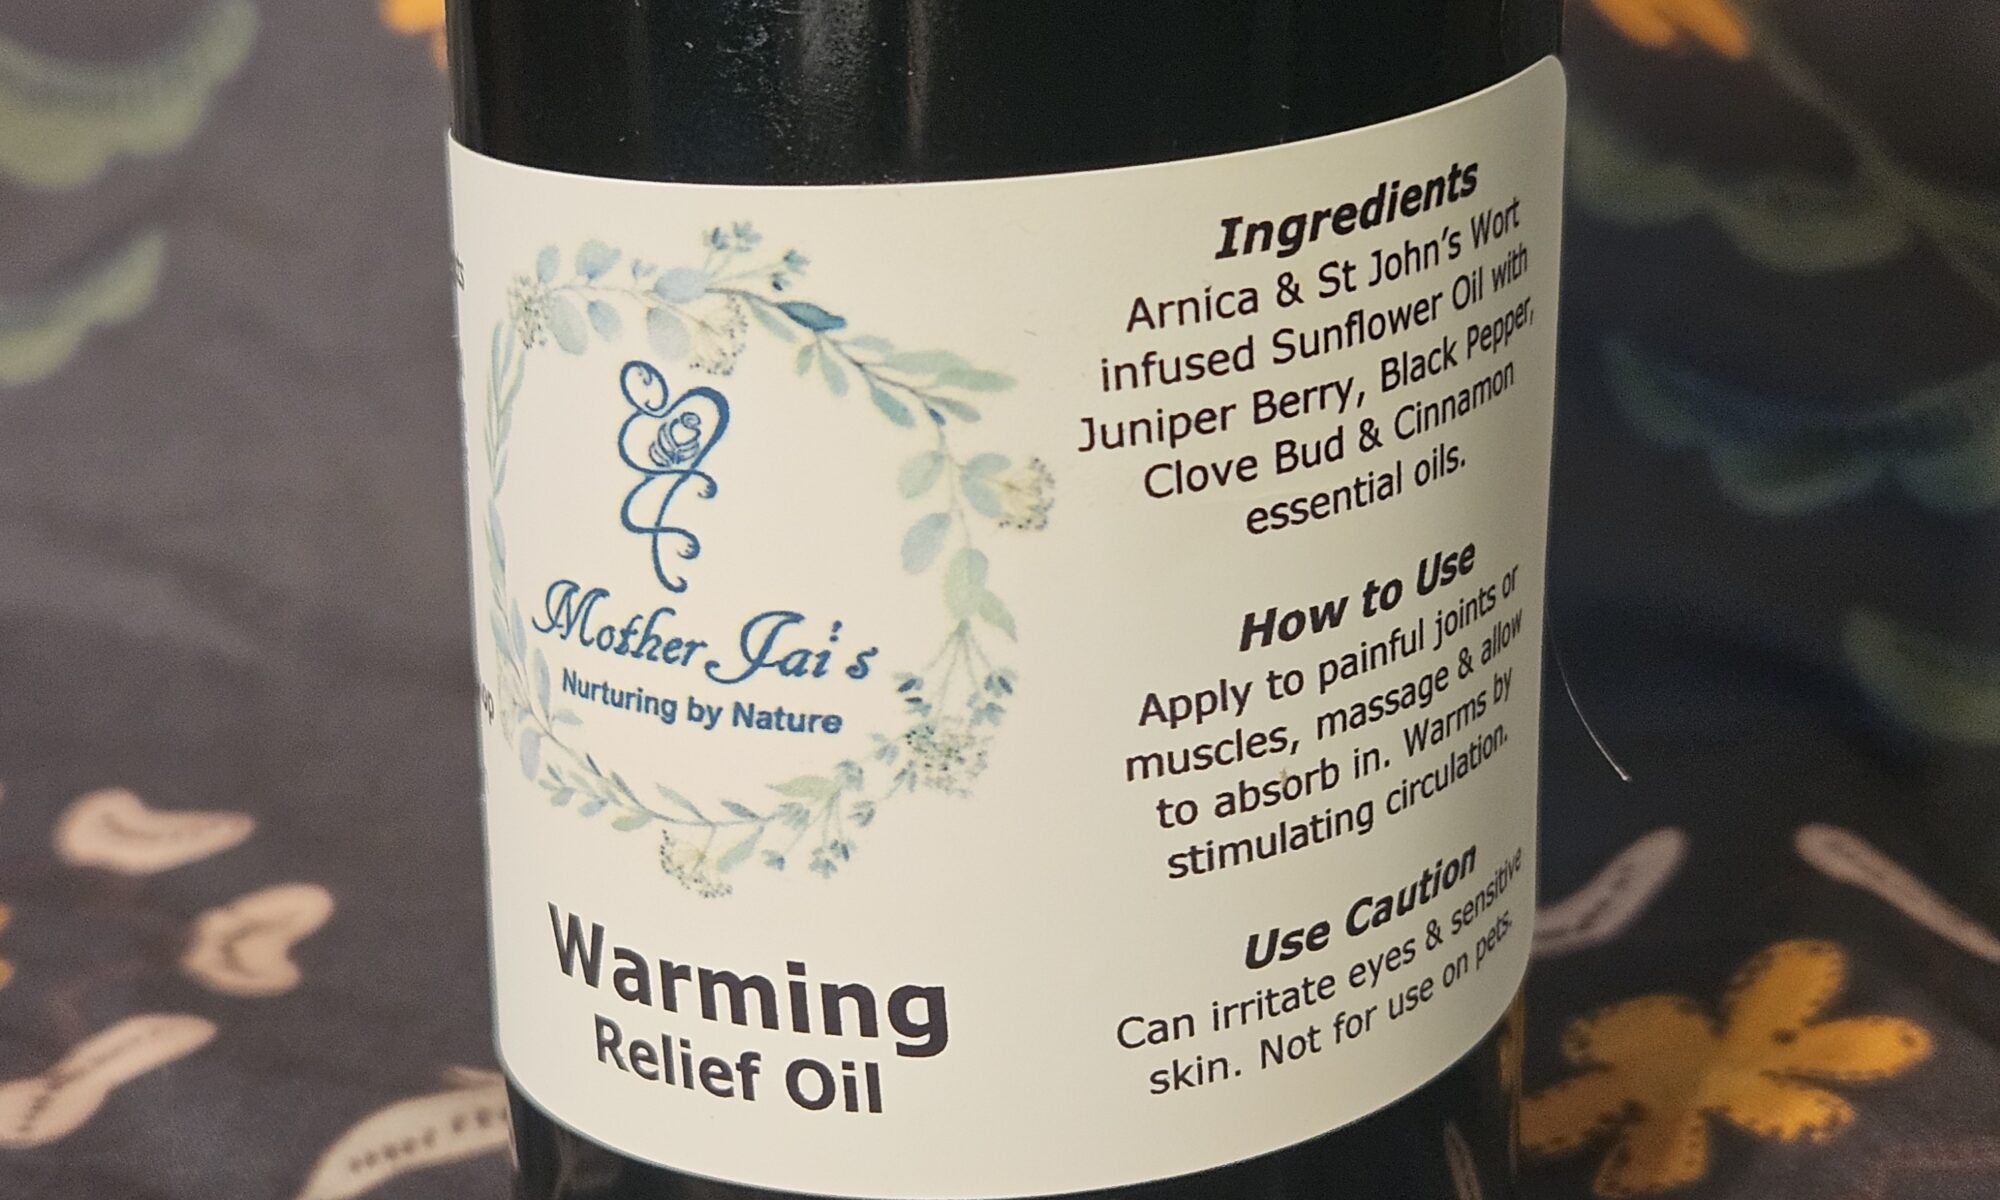 Mother Jai's
Nurturing by Nature
Warming
Relief Oil
Ingredients
Arnica & St John's Wort
infused Sunflower Oil with
Juniper Berry, Black Pepper,
Clove Bud & Cinnamon
essential oils.
How to Use
Apply to painful joints or
muscles, massage & allow
to absorb in. Warms by
stimulating circulation.
Use Caution
Can irritate eyes & sensitive
skin. Not for use on pets.